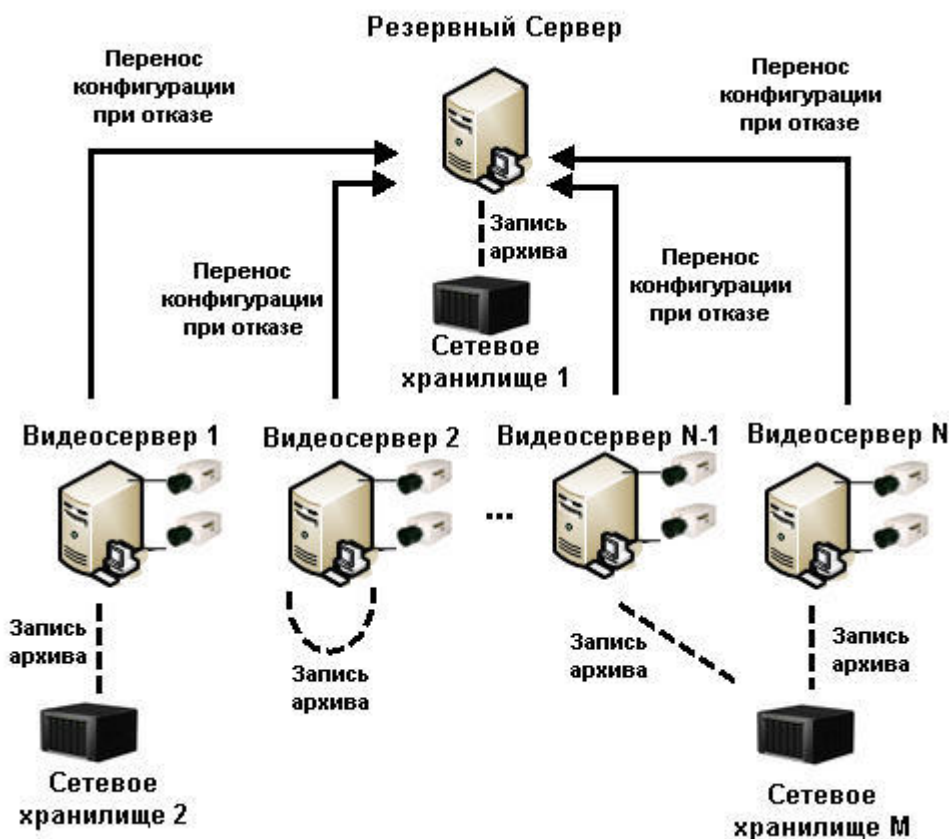 Резервный Сервер
Перенос
конфигурации
при отказе
Перенос
конфигурации
при отказе
Запись
архива
Перенос
конфигурации
при отказе
Перенос
конфигурации
при отказе
Сетевое
хранилище 1
Видеосервер 1
Видеосервер 2
Видеосервер N-1
Видеосервер N
...
Запись
архива
Запись
архива
Запись
архива
Запись
архива
Сетевое
хранилище 2
Сетевое
хранилище М